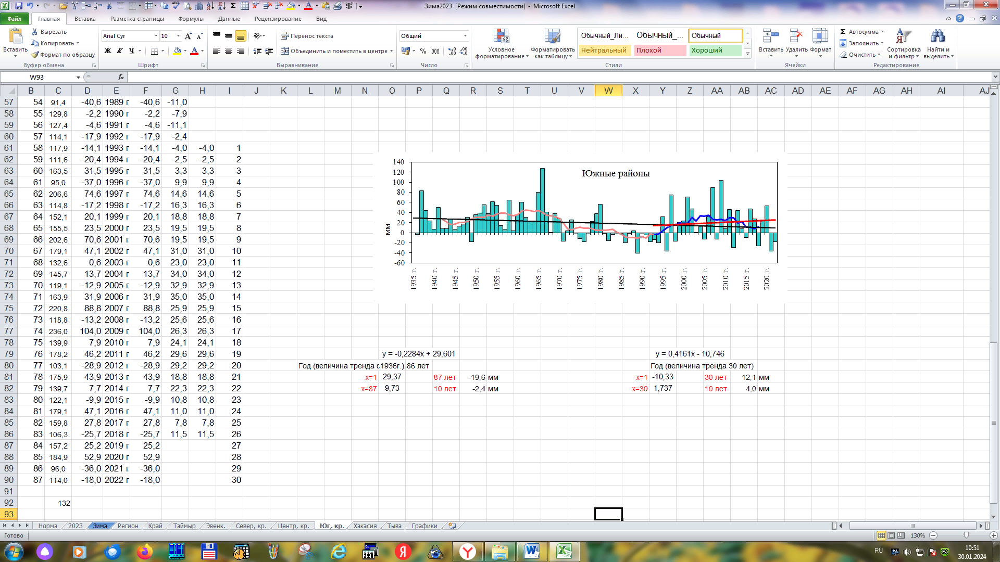 Зима2023 [Режим совместимости] - Microsoft Excel
Файл Главная Вставка Разметка страницы Формулы Данные Рецензирование Вид
Вставить
Вырезать
Копировать
Формат по образцу
Буфер обмена
Arial Cyr 10
Ж К Ч
Шрифт
Перенос текста
Объединить и поместить в центре
Выравнивание
Общий
% 000
Число
Условное форматирование
Форматировать как таблицу
Обычный_Ли... Обычный_... Обычный
Нейтральный Плохой Хороший
Стили
Вставить Удалить Формат
Ячейки
Автосумма
Заполнить
Очистить
Сортировка и фильтр
Найти и выделить
Редактирование
W93 fx
B C D E F G H I J K L M N O P Q R S T U V W X Y Z AA AB AC AD AE AF AG AH AI AJ
57 54 91,4 -40,6 1989 г -40,6 -11,0
58 55 129,8 -2,2 1990 г -2,2 -7,9
59 56 127,4 -4,6 1991 г -4,6 -11,1
60 57 114,1 -17,9 1992 г -17,9 -2,4
61 58 117,9 -14,1 1993 г -14,1 -4,0 -4,0 1
62 59 111,6 -20,4 1994 г -20,4 -2,5 -2,5 2
63 60 163,5 31,5 1995 г 31,5 3,3 3,3 3
64 61 95,0 -37,0 1996 г -37,0 9,9 9,9 4
65 62 206,6 74,6 1997 г 74,6 14,6 14,6 5
66 63 114,8 -17,2 1998 г -17,2 16,3 16,3 6
67 64 152,1 20,1 1999 г 20,1 18,8 18,8 7
68 65 155,5 23,5 2000 г 23,5 19,5 19,5 8
69 66 202,6 70,6 2001 г 70,6 19,5 19,5 9
70 67 179,1 47,1 2002 г 47,1 31,0 31,0 10
71 68 132,6 0,6 2003 г 0,6 23,0 23,0 11
72 69 145,7 13,7 2004 г 13,7 34,0 34,0 12
73 70 119,1 -12,9 2005 г -12,9 32,9 32,9 13
74 71 163,9 31,9 2006 г 31,9 35,0 35,0 14
75 72 220,8 88,8 2007 г 88,8 25,9 25,9 15
76 73 118,8 -13,2 2008 г -13,2 25,6 25,6 16
77 74 236,0 104,0 2009 г 104,0 26,3 26,3 17
78 75 139,9 7,9 2010 г 7,9 24,1 24,1 18
79 76 178,2 46,2 2011 г 46,2 29,6 29,6 19
80 77 103,1 -28,9 2012 г -28,9 29,2 29,2 20
81 78 175,9 43,9 2013 г 43,9 18,8 18,8 21
82 79 139,7 7,7 2014 г 7,7 22,3 22,3 22
83 80 122,1 -9,9 2015 г -9,9 10,8 10,8 23
84 81 179,1 47,1 2016 г 47,1 11,0 11,0 24
85 82 159,8 27,8 2017 г 27,8 7,8 7,8 25
86 83 106,3 -25,7 2018 г -25,7 11,5 11,5 26
87 84 157,2 25,2 2019 г 25,2 27
88 85 184,9 52,9 2020 г 52,9 28
89 86 96,0 -36,0 2021 г -36,0 29
90 87 114,0 -18,0 2022 г -18,0 30
91
92 132
93
Южные районы
мм
140
120
100
80
60
40
20
0
-20
-40
-60
1935 г. 1940 г. 1945 г. 1950 г. 1955 г. 1960 г. 1965 г. 1970 г. 1975 г. 1980 г. 1985 г. 1990 г. 1995 г. 2000 г. 2005 г. 2010 г. 2015 г. 2020 г.
y = -0,2284x + 29,601
Год (величина тренда с1936г.) 86 лет
x=1 29,37 87 лет -19,6 мм
x=87 9,73 10 лет -2,4 мм
y = 0,4161x - 10,746
Год (величина тренда 30 лет)
x=1 -10,33 30 лет 12,1 мм
x=30 1,737 10 лет 4,0 мм
Норма 2023 Зима Регион Край Таймыр Эвенк. Север, кр. Центр, кр. Юг, кр. Хакасия Тыва Графики
Готово 130%
RU 10:51
30.01.2024